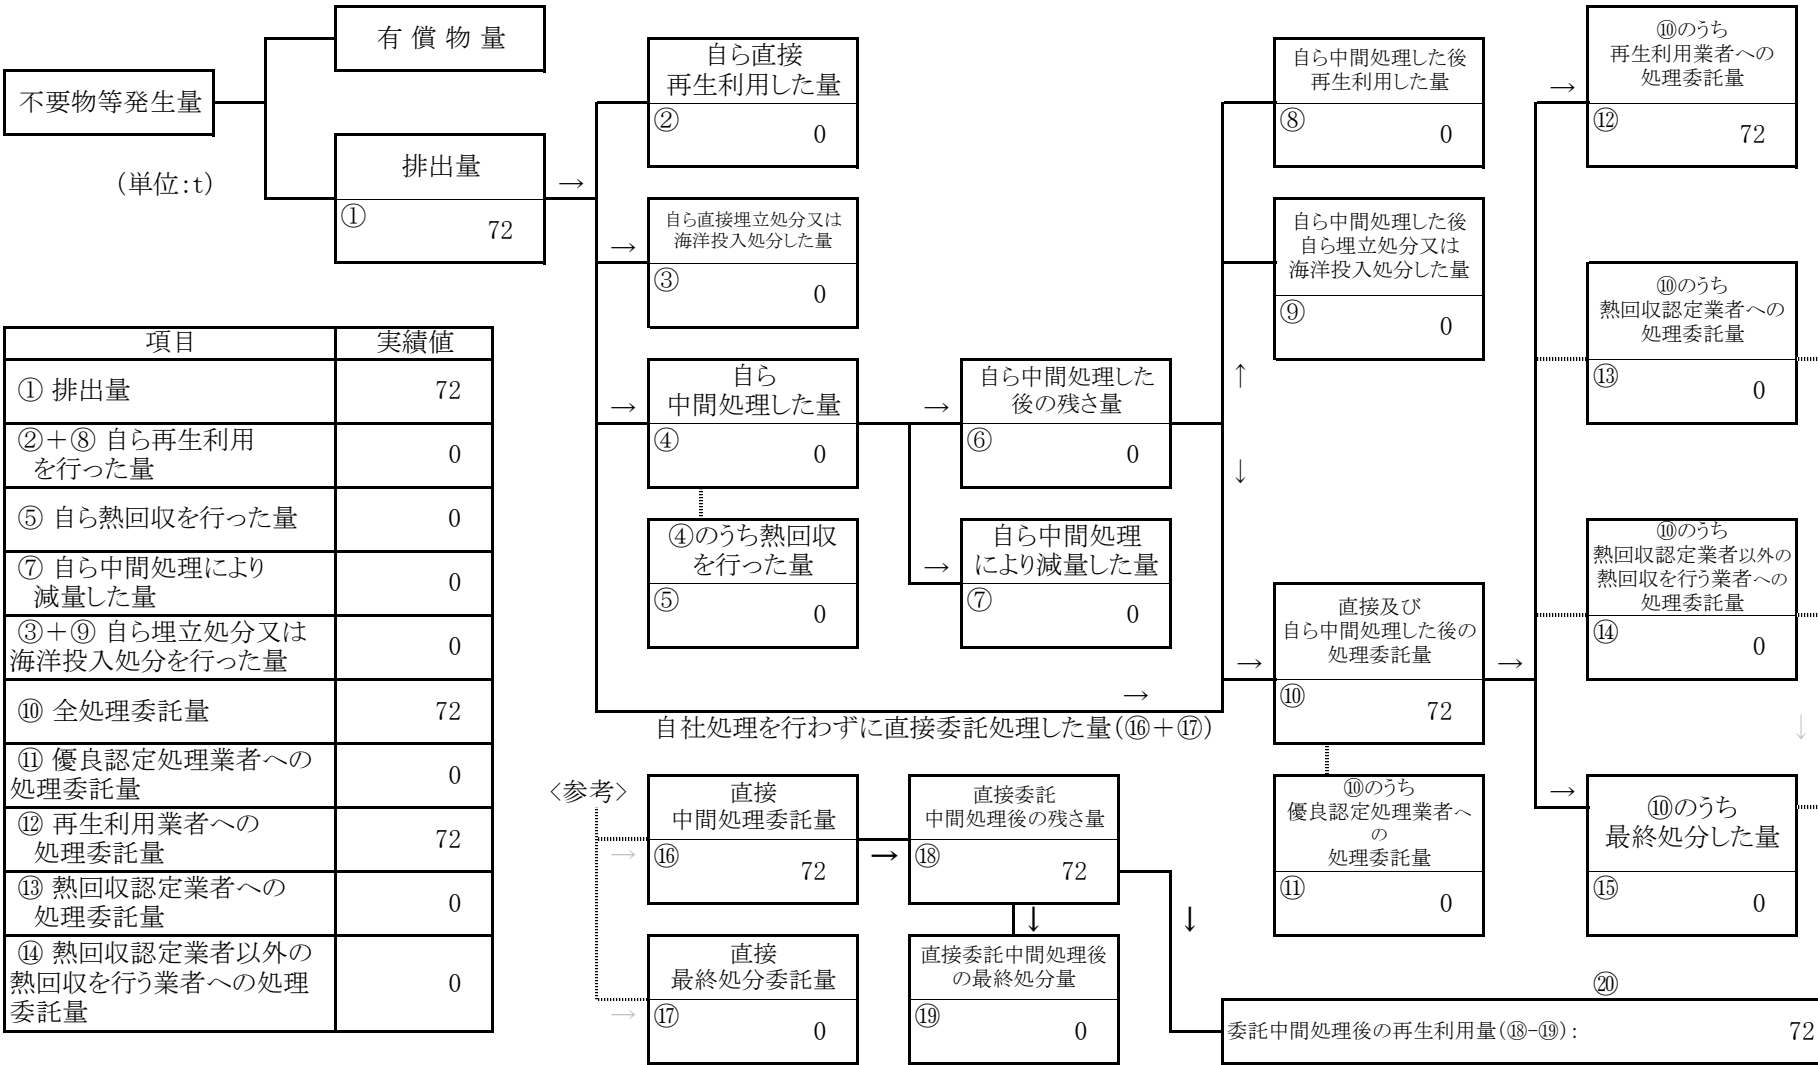 不要物等発生量
有 償 物 量
排出量
①
72
(単位:t)
→
自ら直接
再生利用した量
②
0
→
自ら直接埋立処分又は
海洋投入処分した量
③
0
→
自ら
中間処理した量
④
0
④のうち熱回収
を行った量
⑤
0
→
自ら中間処理した
後の残さ量
⑥
0
→
自ら中間処理
により減量した量
⑦
0
自ら中間処理した後
再生利用した量
⑧
0
自ら中間処理した後
自ら埋立処分又は
海洋投入処分した量
⑨
0
↑
↓
→
直接及び
自ら中間処理した後の
処理委託量
⑩
72
→
⑩のうち
優良認定処理業者へ
の
処理委託量
⑪
0
→
⑩のうち
再生利用業者への
処理委託量
⑫
72
⑩のうち
熱回収認定業者への
処理委託量
⑬
0
⑩のうち
熱回収認定業者以外の
熱回収を行う業者への
処理委託量
⑭
0
↓
→
⑩のうち
最終処分した量
⑮
0
→
自社処理を行わずに直接委託処理した量(⑯＋⑰)
<参考>
→
直接
中間処理委託量
⑯
72
→
直接委託
中間処理後の残さ量
⑱
72
↓
↓
→
直接
最終処分委託量
⑰
0
直接委託中間処理後
の最終処分量
⑲
0
⑳
委託中間処理後の再生利用量(⑱-⑲):
72
項目 実績値
① 排出量 72
②＋⑧ 自ら再生利用
を行った量 0
⑤ 自ら熱回収を行った量 0
⑦ 自ら中間処理により
減量した量 0
③＋⑨ 自ら埋立処分又は
海洋投入処分を行った量 0
⑩ 全処理委託量 72
⑪ 優良認定処理業者への
処理委託量 0
⑫ 再生利用業者への
処理委託量 72
⑬ 熱回収認定業者への
処理委託量 0
⑭ 熱回収認定業者以外の
熱回収を行う業者への処理
委託量 0